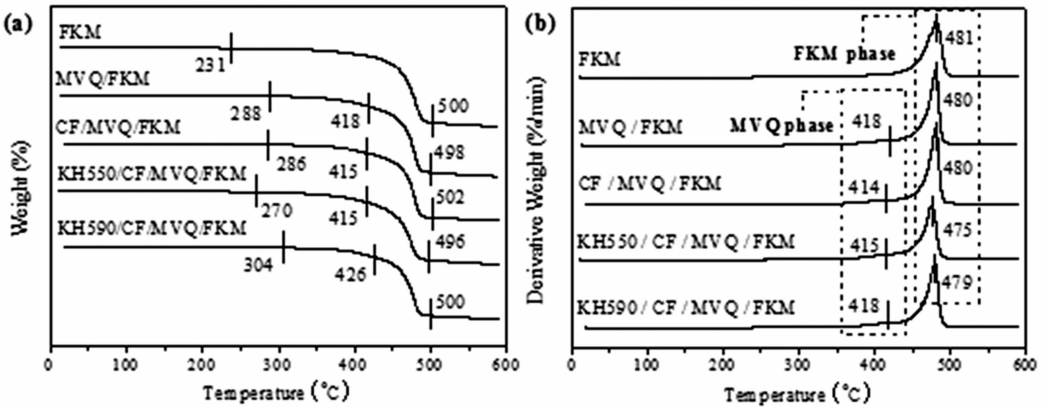 (a)
FKM
231
500
MVQ/FKM
288
418
498
CF/MVQ/FKM
286
415
502
KH550/CF/MVQ/FKM
270
415
496
KH590/CF/MVQ/FKM
304
426
500
Weight (%)
0 100 200 300 400 500 600
Temperature (°C)
(b)
FKM
FKM phase
481
MVQ / FKM
MVQ phase
418
480
CF / MVQ / FKM
414
480
KH550 / CF / MVQ / FKM
415
475
KH590 / CF / MVQ / FKM
418
479
Derivative Weight (%/min)
0 100 200 300 400 500 600
Temperature (°C)